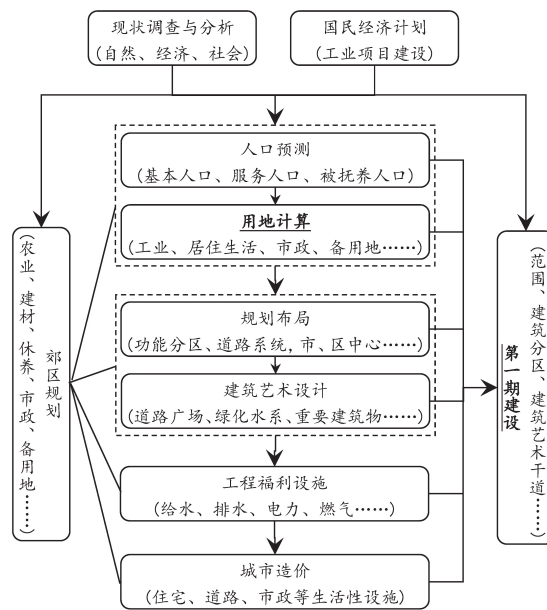 现状调查与分析
(自然、经济、社会)
国民经济计划
(工业项目建设)
人口预测
(基本人口、服务人口、被抚养人口)
用地计算
(工业、居住生活、市政、备用地……)
规划布局
(功能分区、道路系统,市、区中心……)
建筑艺术设计
(道路广场、绿化水系、重要建筑物……)
工程福利设施
(给水、排水、电力、燃气……)
城市造价
(住宅、道路、市政等生活性设施)
郊区规划
(农业、建材、休养、市政、备用地……)
第一期建设
(范围、建筑分区、建筑艺术干道……)